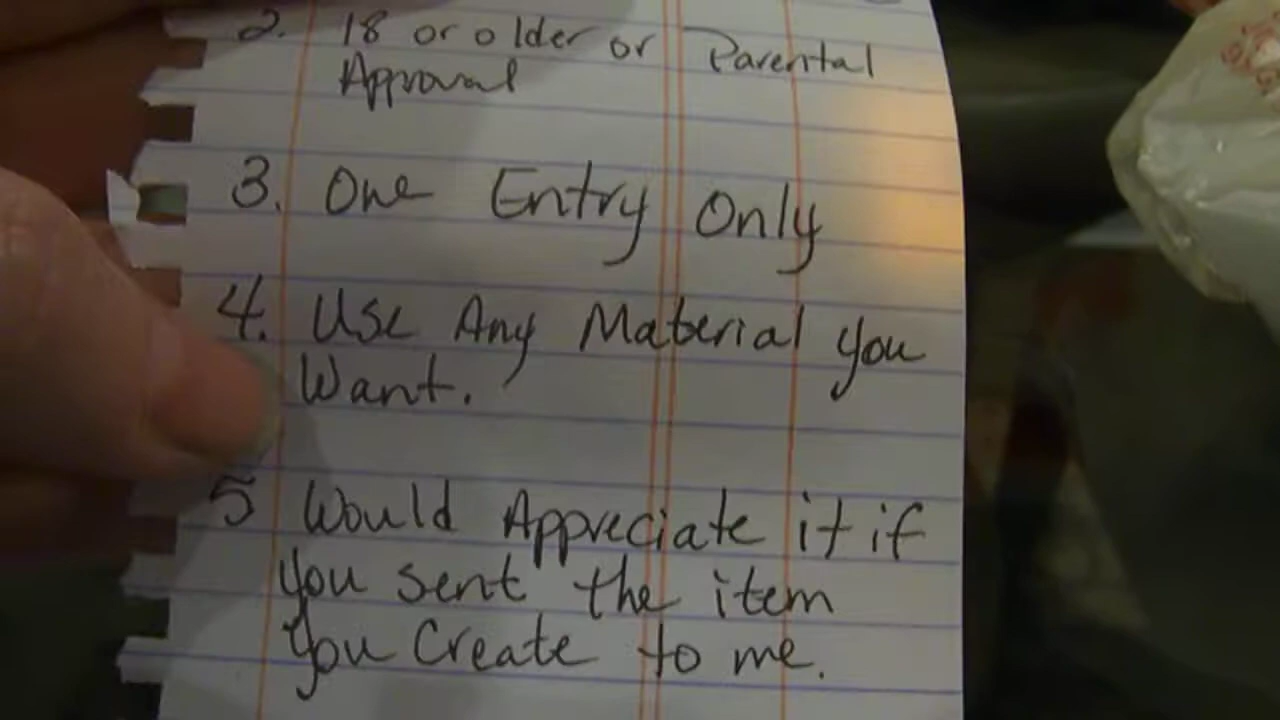 2. 18 or older or Parental
Approval
3. One Entry Only
4. Use Any Material you
Want.
5 Would Appreciate it if
you sent the item
you Create to me.